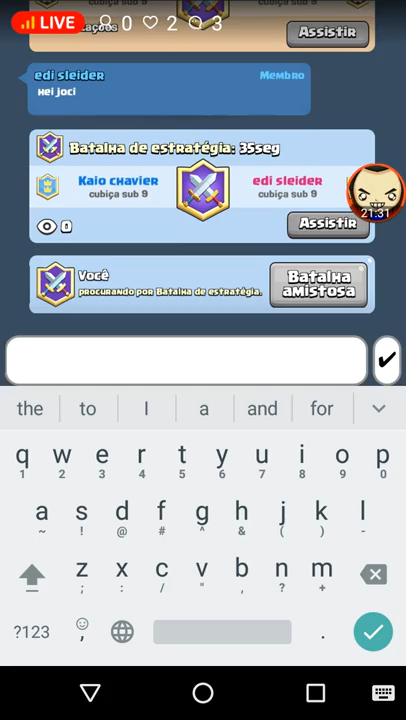 LIVE 0 2 3
Assistir
edi sleider Membro
Hei joci
Batalha de estratégia: 35seg
Kaio chavier edi sleider
cubiça sub 9 cubiça sub 9
21:31
0 Assistir
Você Batalha amistosa
procurando por Batalha de estratégia.
the to I a and for
q w e r t y u i o p
1 2 3 4 5 6 7 8 9 0
a s d f g h j k l
~ ! @ # ^ & ( ) -
z x c v b n m
; : / " , ? +
?123 , .